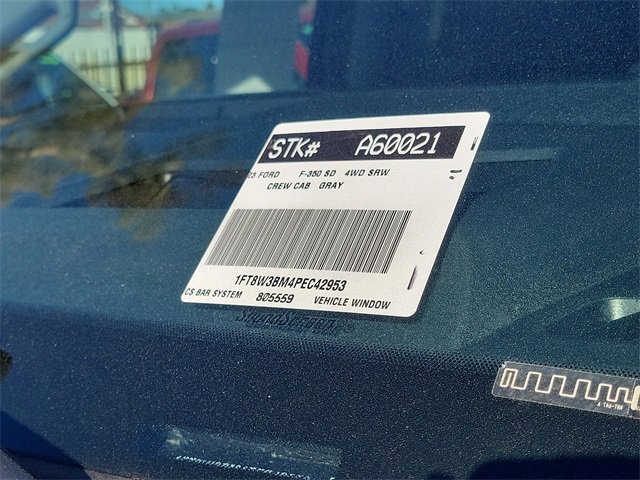 STK# A60021
23 FORD F-350 SD 4WD SRW
CREW CAB GRAY
1FT8W3BM4PEC42953
CS BAR SYSTEM 805559 VEHICLE WINDOW